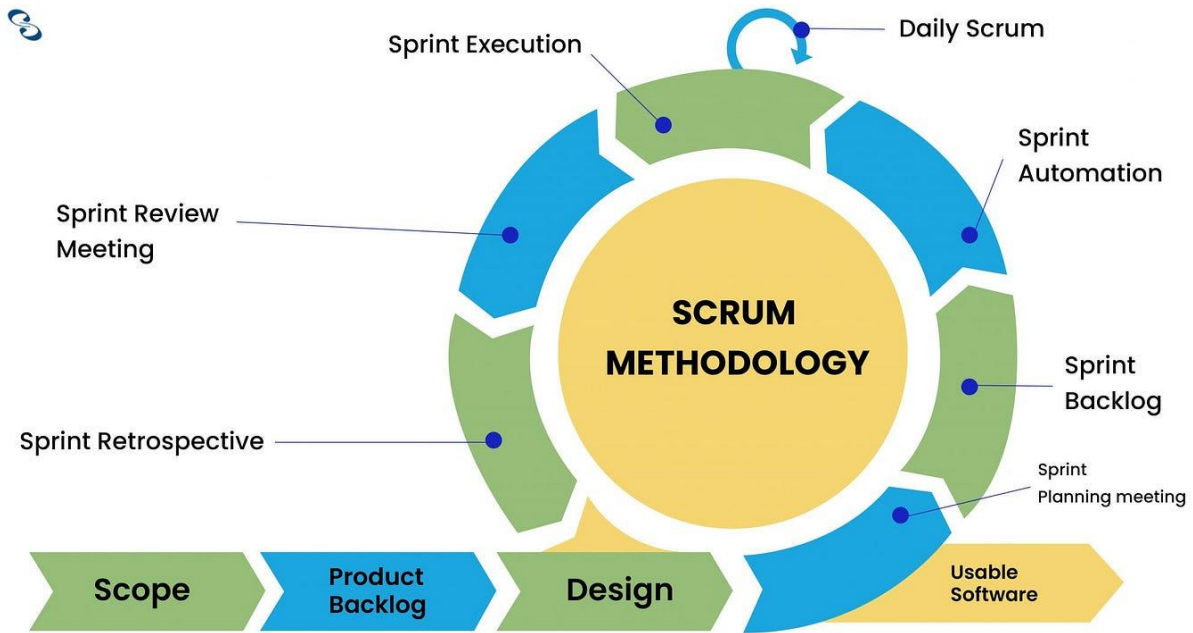 Sprint Execution
Daily Scrum
Sprint
Automation
Sprint Review
Meeting
SCRUM
METHODOLOGY
Sprint
Backlog
Sprint Retrospective
Sprint
Planning meeting
Scope
Product
Backlog
Design
Usable
Software